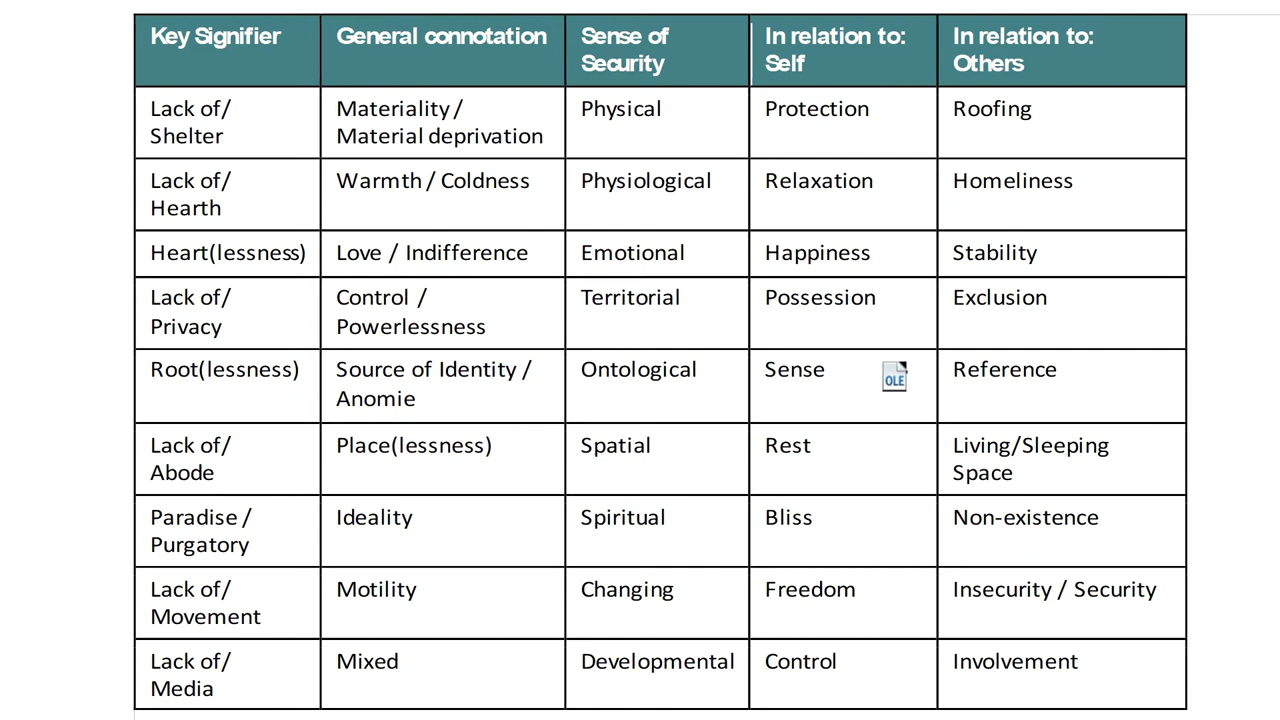 Key Signifier
General connotation
Sense of
Security
In relation to:
Self
In relation to:
Others
Lack of/
Shelter
Materiality /
Material deprivation
Physical
Protection
Roofing
Lack of/
Hearth
Warmth / Coldness
Physiological
Relaxation
Homeliness
Heart(lessness)
Love / Indifference
Emotional
Happiness
Stability
Lack of/
Privacy
Control /
Powerlessness
Territorial
Possession
Exclusion
Root(lessness)
Source of Identity /
Anomie
Ontological
Sense
OLE
Reference
Lack of/
Abode
Place(lessness)
Spatial
Rest
Living/Sleeping
Space
Paradise /
Purgatory
Ideality
Spiritual
Bliss
Non-existence
Lack of/
Movement
Motility
Changing
Freedom
Insecurity / Security
Lack of/
Media
Mixed
Developmental
Control
Involvement